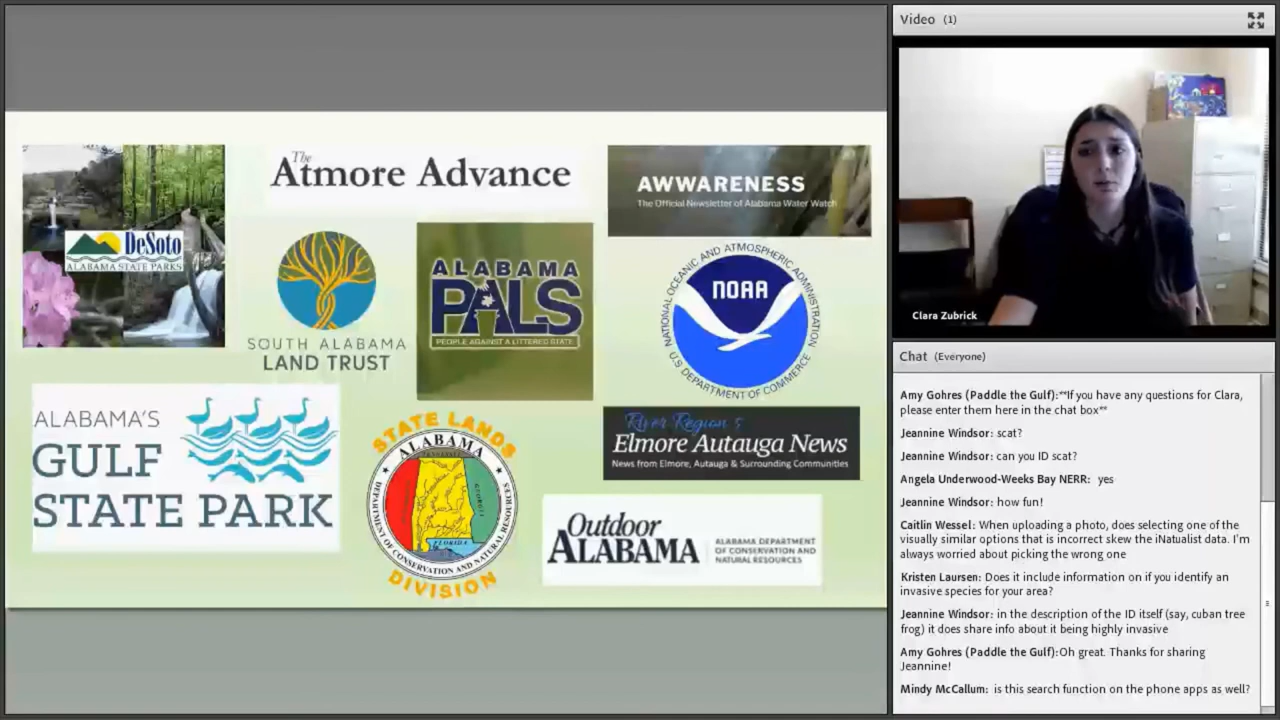 DeSoto
ALABAMA STATE PARKS
The
Atmore Advance
AWWARENESS
The Official Newsletter of Alabama Water Watch
SOUTH ALABAMA
LAND TRUST
ALABAMA
PALS
PEOPLE AGAINST A LITTERED STATE
NATIONAL OCEANIC AND ATMOSPHERIC ADMINISTRATION
NOAA
U.S. DEPARTMENT OF COMMERCE
ALABAMA'S
GULF
STATE PARK
STATE LANDS
ALABAMA
GEORGIA
FLORIDA
DEPARTMENT OF CONSERVATION AND NATURAL RESOURCES
DIVISION
River Region's
Elmore Autauga News
News from Elmore, Autauga & Surrounding Communities
Outdoor
ALABAMA
ALABAMA DEPARTMENT
OF CONSERVATION AND
NATURAL RESOURCES
Video (1)
Clara Zubrick
Chat (Everyone)
Amy Gohres (Paddle the Gulf):**If you have any questions for Clara,
please enter them here in the chat box**
Jeannine Windsor: scat?
Jeannine Windsor: can you ID scat?
Angela Underwood-Weeks Bay NERR: yes
Jeannine Windsor: how fun!
Caitlin Wessel: When uploading a photo, does selecting one of the
visually similar options that is incorrect skew the iNatualist data. I'm
always worried about picking the wrong one
Kristen Laursen: Does it include information on if you identify an
invasive species for your area?
Jeannine Windsor: in the description of the ID itself (say, cuban tree
frog) it does share info about it being highly invasive
Amy Gohres (Paddle the Gulf):Oh great. Thanks for sharing
Jeannine!
Mindy McCallum: is this search function on the phone apps as well?